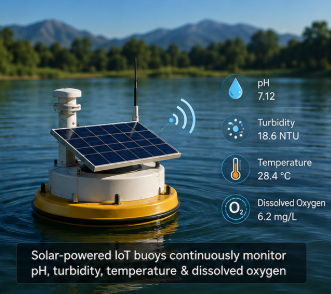 pH
7.12
Turbidity
18.6 NTU
Temperature
28.4 °C
Dissolved Oxygen
6.2 mg/L
O₂
Solar-powered IoT buoys continuously monitor
pH, turbidity, temperature & dissolved oxygen